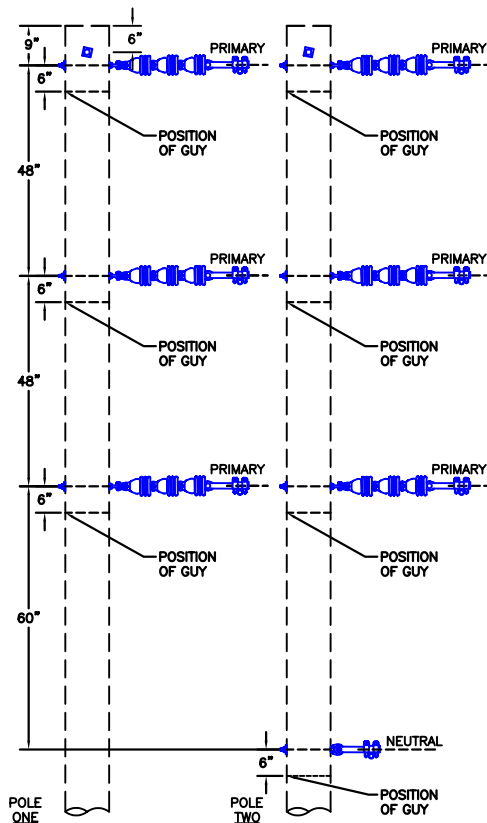 9”
6”
PRIMARY
PRIMARY
6”
POSITION
OF GUY
POSITION
OF GUY
48”
PRIMARY
PRIMARY
6”
POSITION
OF GUY
POSITION
OF GUY
48”
PRIMARY
PRIMARY
6”
POSITION
OF GUY
POSITION
OF GUY
60”
NEUTRAL
6”
POSITION
OF GUY
POLE
ONE
POLE
TWO